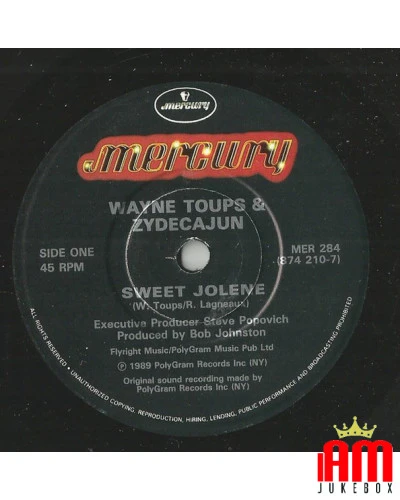 mercury
mercury
WAYNE TOUPS &
ZYDECAJUN
SIDE ONE
45 RPM
MER 284
(874 210-7)
SWEET JOLENE
(W. Toups/R. Lagneaux)
Executive Producer Steve Popovich
Produced by Bob Johnston
Flyright Music/PolyGram Music Pub Ltd
Ⓟ 1989 PolyGram Records Inc (NY)
Original sound recording made by
PolyGram Records Inc (NY)
ALL RIGHTS RESERVED • UNAUTHORIZED COPYING, REPRODUCTION, HIRING, LENDING, PUBLIC PERFORMANCE AND BROADCASTING PROHIBITED
IAM
JUKEBOX